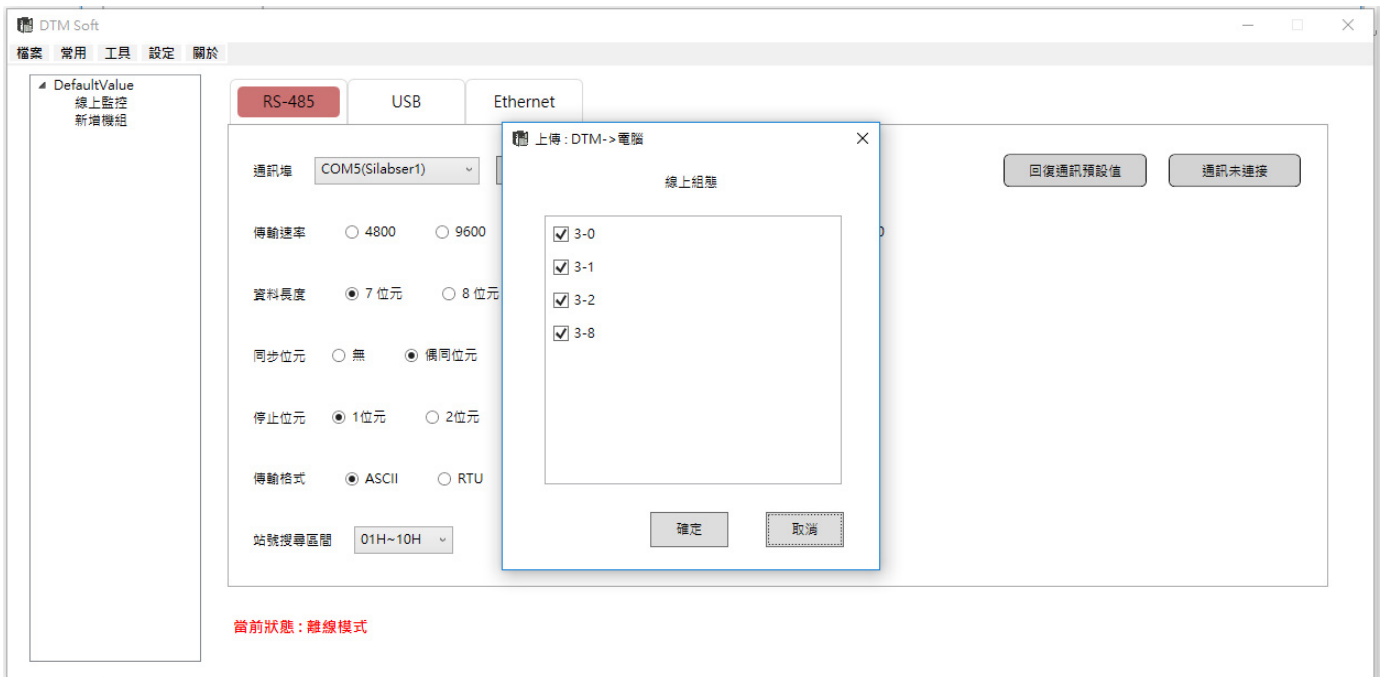 DTM Soft
檔案 常用 工具 設定 關於
DefaultValue
線上監控
新增機組
RS-485 USB Ethernet
上傳 : DTM->電腦
通訊埠 COM5(Silabser1)
回復通訊預設值 通訊未連接
線上組態
傳輸速率 4800 9600
3-0
3-1
資料長度 7 位元 8 位元
3-2
3-8
同步位元 無 偶同位元
停止位元 1位元 2位元
傳輸格式 ASCII RTU
確定 取消
站號搜尋區間 01H~10H
當前狀態 : 離線模式